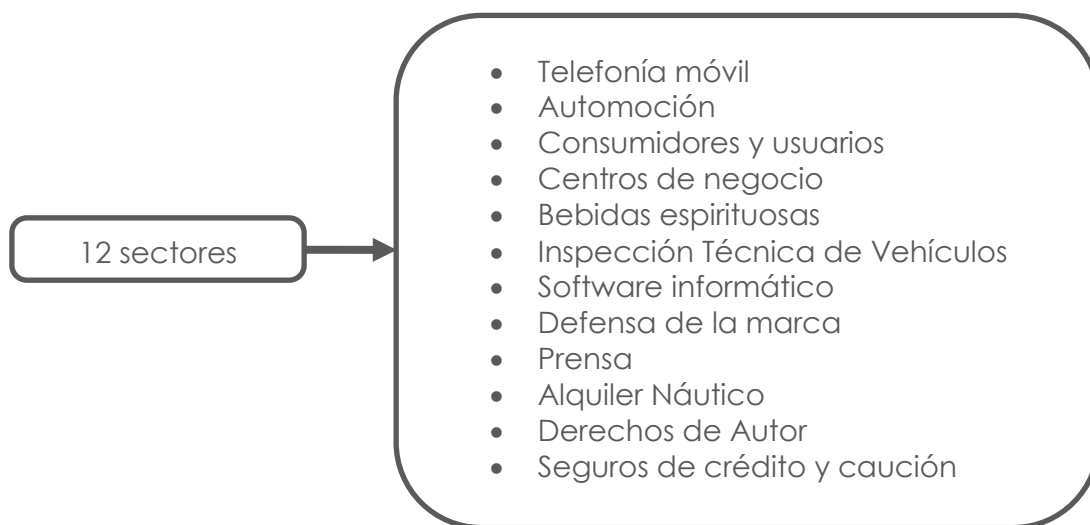 12 sectores
• Telefonía móvil
• Automoción
• Consumidores y usuarios
• Centros de negocio
• Bebidas espirituosas
• Inspección Técnica de Vehículos
• Software informático
• Defensa de la marca
• Prensa
• Alquiler Náutico
• Derechos de Autor
• Seguros de crédito y caución